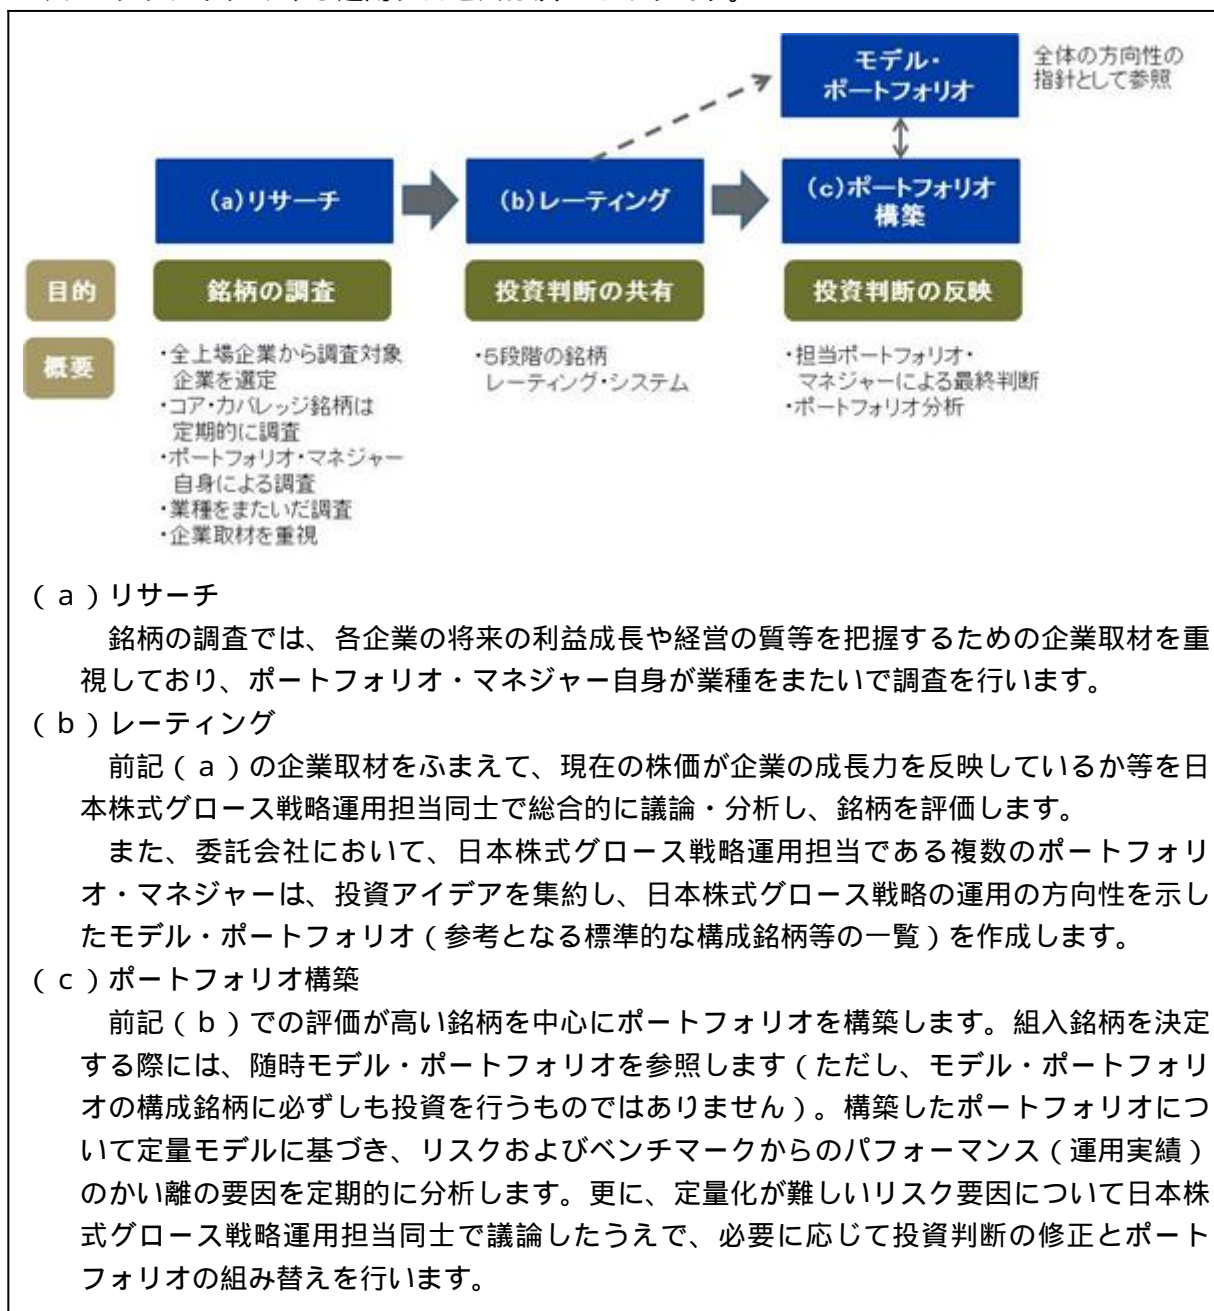 モデル・
ポートフォリオ
全体の方向性の
指針として参照
(a)リサーチ
(b)レーティング
(c)ポートフォリオ
構築
目的
銘柄の調査
投資判断の共有
投資判断の反映
概要
・全上場企業から調査対象
企業を選定
・コア・カバレッジ銘柄は
定期的に調査
・ポートフォリオ・マネジャー
自身による調査
・業種をまたいだ調査
・企業取材を重視
・5段階の銘柄
レーティング・システム
・担当ポートフォリオ・
マネジャーによる最終判断
・ポートフォリオ分析
(a)リサーチ
銘柄の調査では、各企業の将来の利益成長や経営の質等を把握するための企業取材を重
視しており、ポートフォリオ・マネジャー自身が業種をまたいで調査を行います。
(b)レーティング
前記(a)の企業取材をふまえて、現在の株価が企業の成長力を反映しているか等を日
本株式グロース戦略運用担当同士で総合的に議論・分析し、銘柄を評価します。
また、委託会社において、日本株式グロース戦略運用担当である複数のポートフォリ
オ・マネジャーは、投資アイデアを集約し、日本株式グロース戦略の運用の方向性を示し
たモデル・ポートフォリオ(参考となる標準的な構成銘柄等の一覧)を作成します。
(c)ポートフォリオ構築
前記(b)での評価が高い銘柄を中心にポートフォリオを構築します。組入銘柄を決定
する際には、随時モデル・ポートフォリオを参照します(ただし、モデル・ポートフォリ
オの構成銘柄に必ずしも投資を行うものではありません)。構築したポートフォリオにつ
いて定量モデルに基づき、リスクおよびベンチマークからのパフォーマンス(運用実績)
のかい離の要因を定期的に分析します。更に、定量化が難しいリスク要因について日本株
式グロース戦略運用担当同士で議論したうえで、必要に応じて投資判断の修正とポート
フォリオの組み替えを行います。